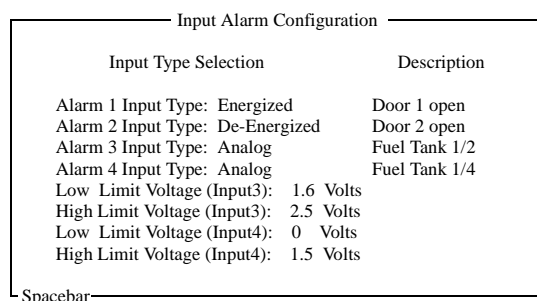 Input Alarm Configuration
Input Type Selection Description
Alarm 1 Input Type: Energized Door 1 open
Alarm 2 Input Type: De-Energized Door 2 open
Alarm 3 Input Type: Analog Fuel Tank 1/2
Alarm 4 Input Type: Analog Fuel Tank 1/4
Low Limit Voltage (Input3): 1.6 Volts
High Limit Voltage (Input3): 2.5 Volts
Low Limit Voltage (Input4): 0 Volts
High Limit Voltage (Input4): 1.5 Volts
Spacebar